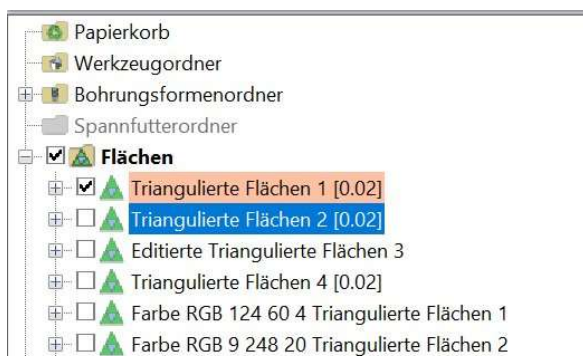 Papierkorb
Werkzeugordner
Bohrungsformenordner
Spannfutterordner
Flächen
Triangulierte Flächen 1 [0.02]
Triangulierte Flächen 2 [0.02]
Editierte Triangulierte Flächen 3
Triangulierte Flächen 4 [0.02]
Farbe RGB 124 60 4 Triangulierte Flächen 1
Farbe RGB 9 248 20 Triangulierte Flächen 2